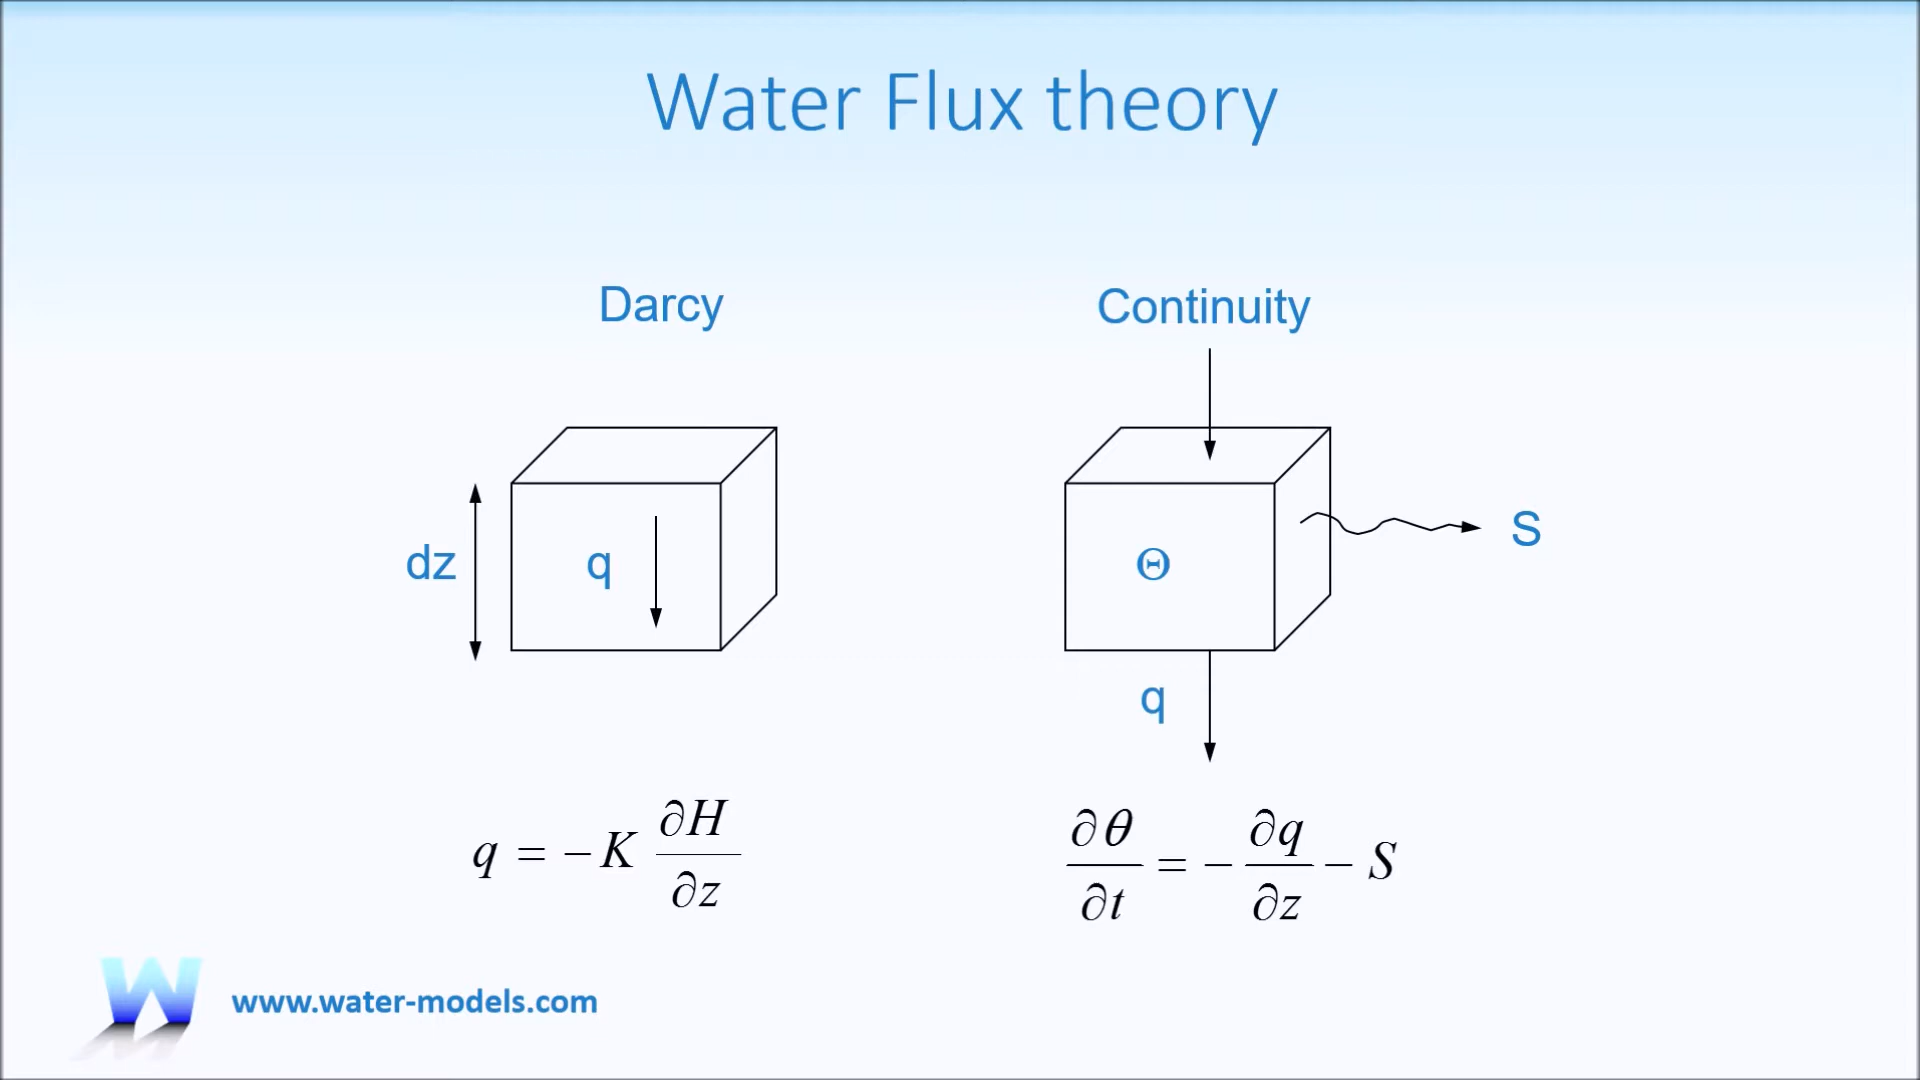 Water Flux theory
Darcy
Continuity
dz
q
Θ
S
q
q = −K ∂H/∂z
∂θ/∂t = −∂q/∂z − S
W
www.water-models.com